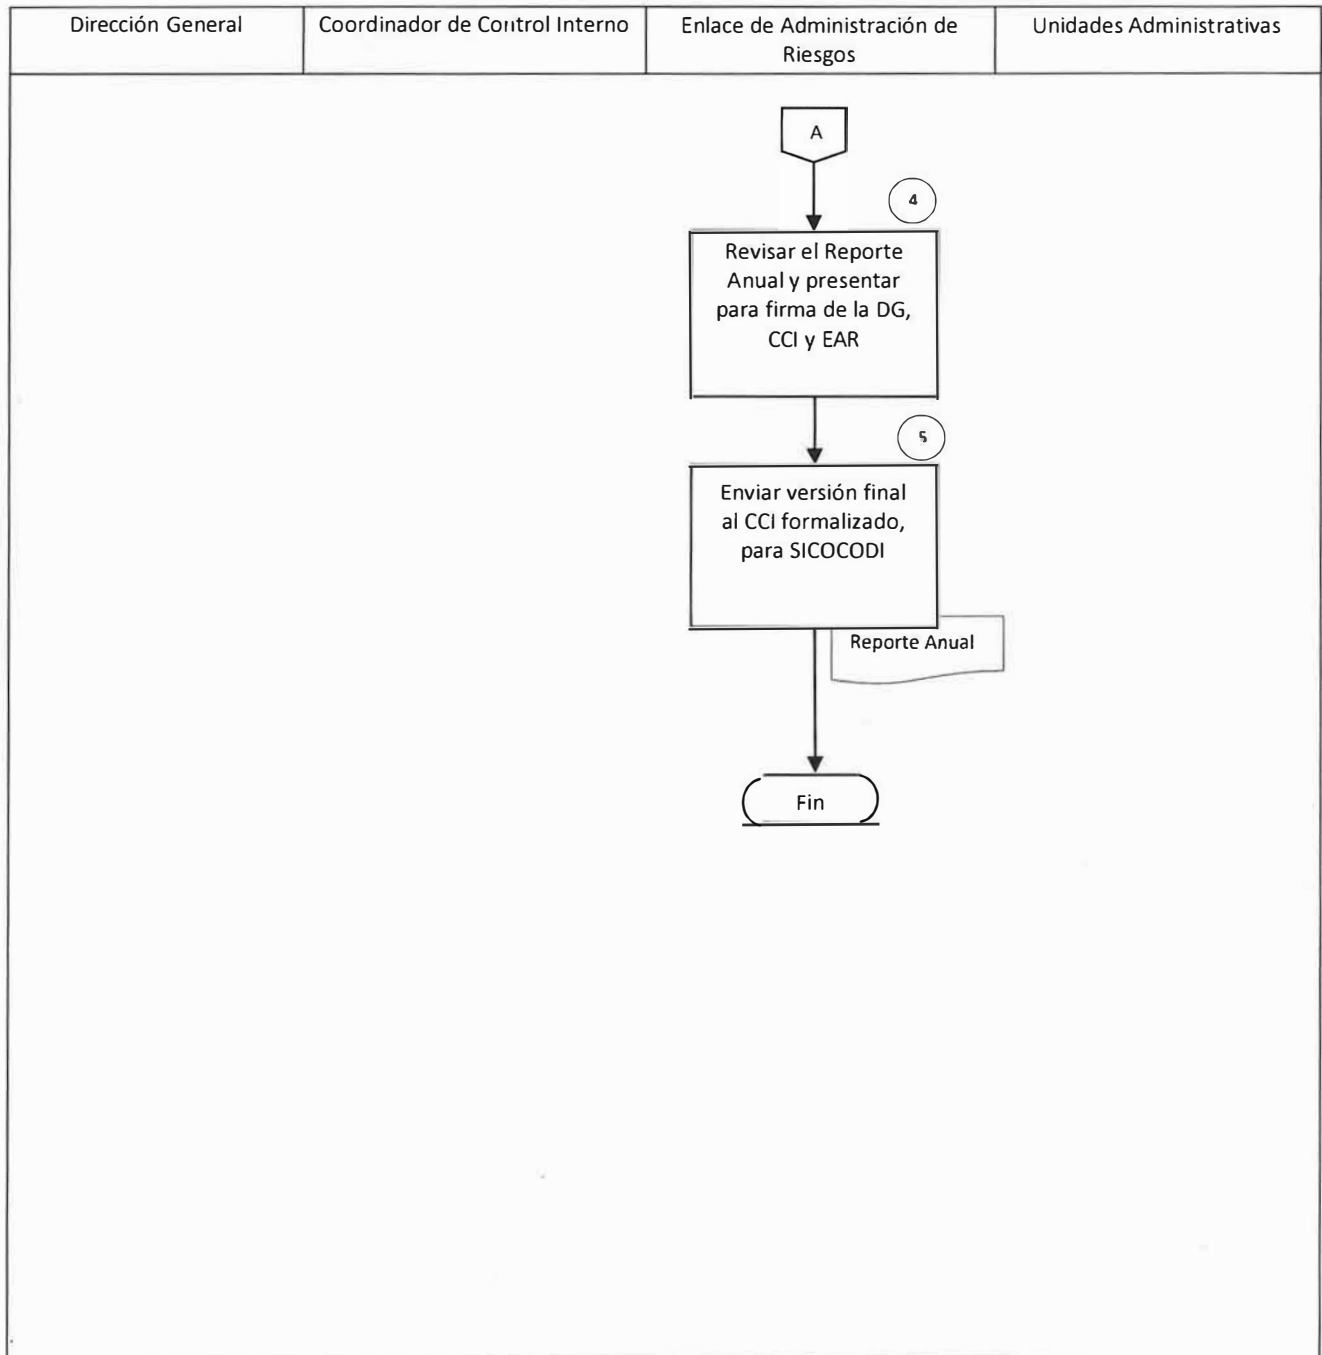 Dirección General
Coordinador de Control Interno
Enlace de Administración de
Riesgos
Unidades Administrativas
A
4
Revisar el Reporte
Anual y presentar
para firma de la DG,
CCI y EAR
5
Enviar versión final
al CCI formalizado,
para SICOCODI
Reporte Anual
Fin